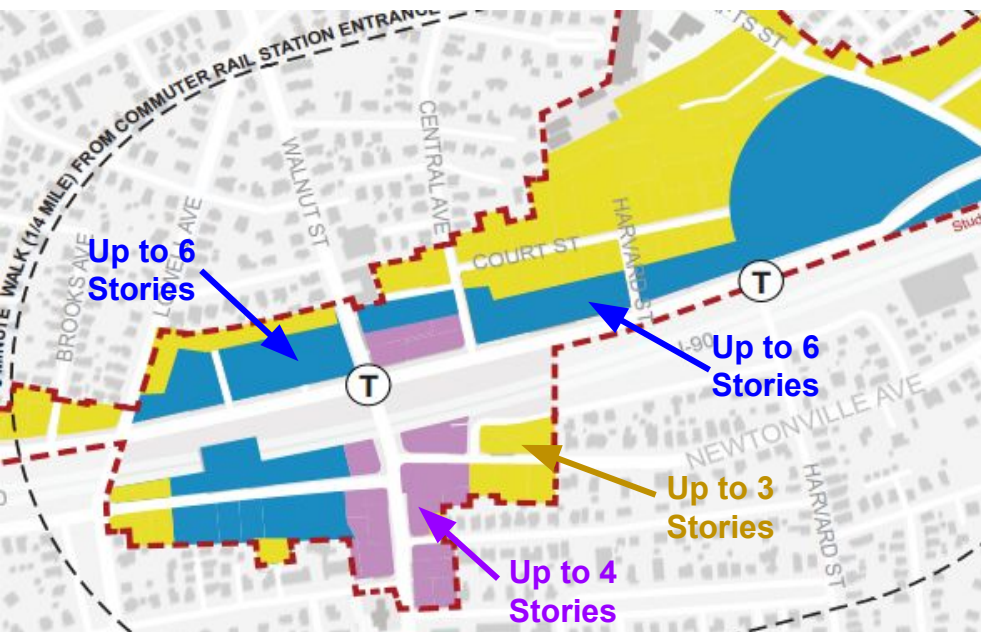 5 MINUTE WALK (1/4 MILE) FROM COMMUTER RAIL STATION ENTRANCE
BROOKS AVE
LOWELL AVE
WALNUT ST
CENTRAL AVE
COURT ST
HARVARD ST
Up to 6
Stories
T
T
I-90
Up to 6
Stories
NEWTONVILLE AVE
Up to 3
Stories
HARVARD ST
Up to 4
Stories